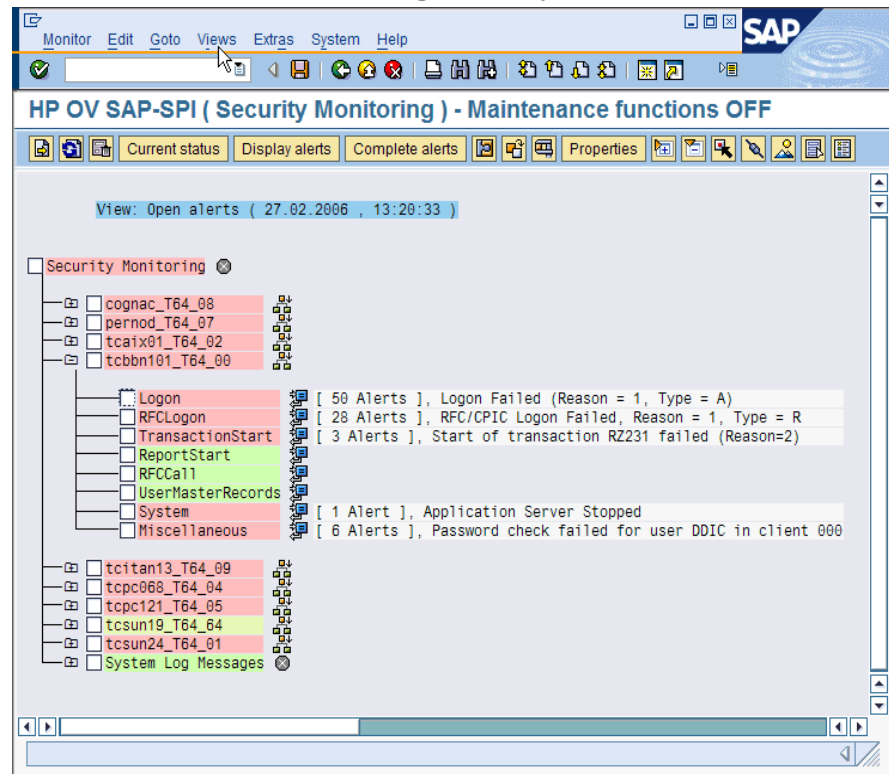 Monitor Edit Goto Views Extras System Help
SAP
HP OV SAP-SPI ( Security Monitoring ) - Maintenance functions OFF
Current status Display alerts Complete alerts Properties
View: Open alerts ( 27.02.2006 , 13:20:33 )
Security Monitoring
cognac_T64_08
pernod_T64_07
tcaix01_T64_02
tcbbn101_T64_00
Logon [ 50 Alerts ], Logon Failed (Reason = 1, Type = A)
RFCLogon [ 28 Alerts ], RFC/CPIC Logon Failed, Reason = 1, Type = R
TransactionStart [ 3 Alerts ], Start of transaction RZ231 failed (Reason=2)
ReportStart
RFCCall
UserMasterRecords
System [ 1 Alert ], Application Server Stopped
Miscellaneous [ 6 Alerts ], Password check failed for user DDIC in client 000
tcitan13_T64_09
tcpc068_T64_04
tcpc121_T64_05
tcsun19_T64_64
tcsun24_T64_01
System Log Messages